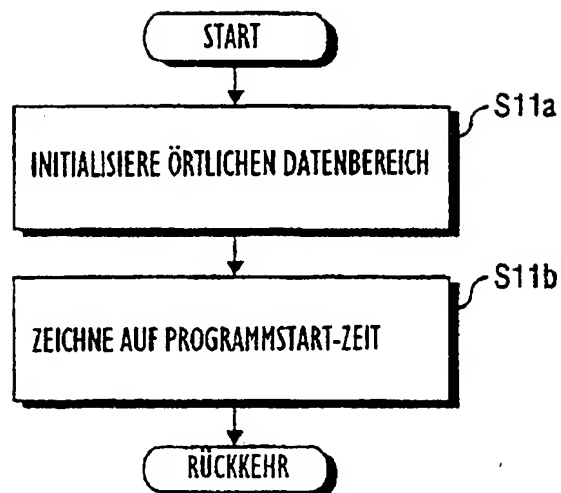 START
S11a
INITIALISIERE ÖRTLICHEN DATENBEREICH
S11b
ZEICHNE AUF PROGRAMMSTART-ZEIT
RÜCKKEHR